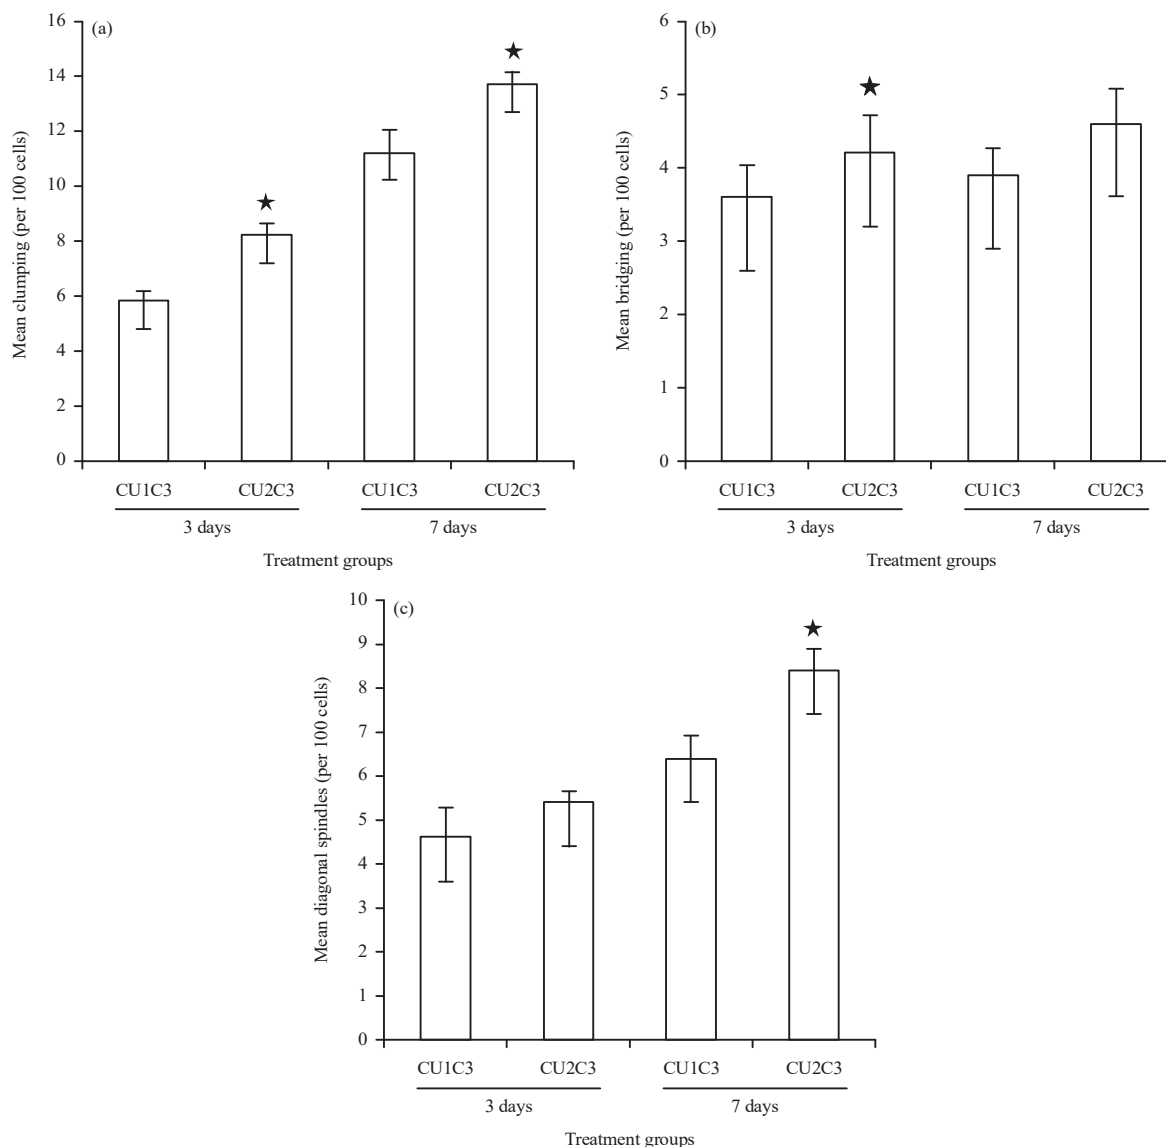 (a)
16
14
12
10
8
6
4
2
0
Mean clumping (per 100 cells)
★
★
CU1C3 CU2C3 CU1C3 CU2C3
3 days 7 days
Treatment groups
(b)
6
5
4
3
2
1
0
Mean bridging (per 100 cells)
★
CU1C3 CU2C3 CU1C3 CU2C3
3 days 7 days
Treatment groups
(c)
10
9
8
7
6
5
4
3
2
1
0
Mean diagonal spindles (per 100 cells)
★
CU1C3 CU2C3 CU1C3 CU2C3
3 days 7 days
Treatment groups